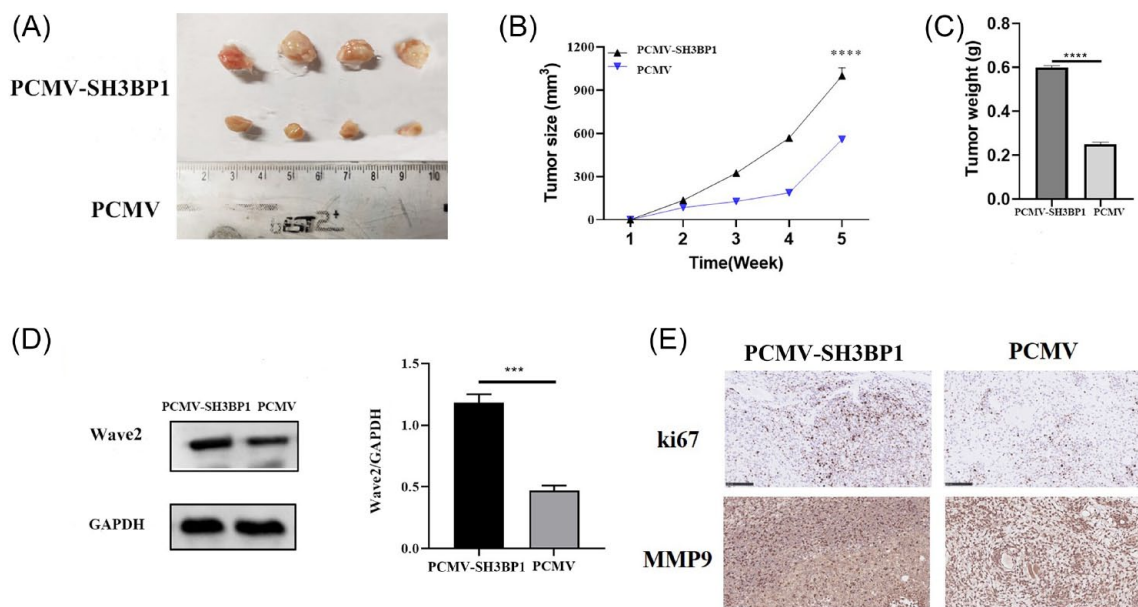 (A)
PCMV-SH3BP1
PCMV
2 3 4 5 6 7 8 9 10
(B)
PCMV-SH3BP1
PCMV
****
Tumor size (mm³)
1200
900
600
300
0
1 2 3 4 5
Time(Week)
(C)
****
Tumor weight (g)
0.8
0.6
0.4
0.2
0.0
PCMV-SH3BP1 PCMV
(D)
PCMV-SH3BP1 PCMV
Wave2
GAPDH
***
Wave2/GAPDH
1.5
1.0
0.5
0.0
PCMV-SH3BP1 PCMV
(E)
PCMV-SH3BP1 PCMV
ki67
MMP9